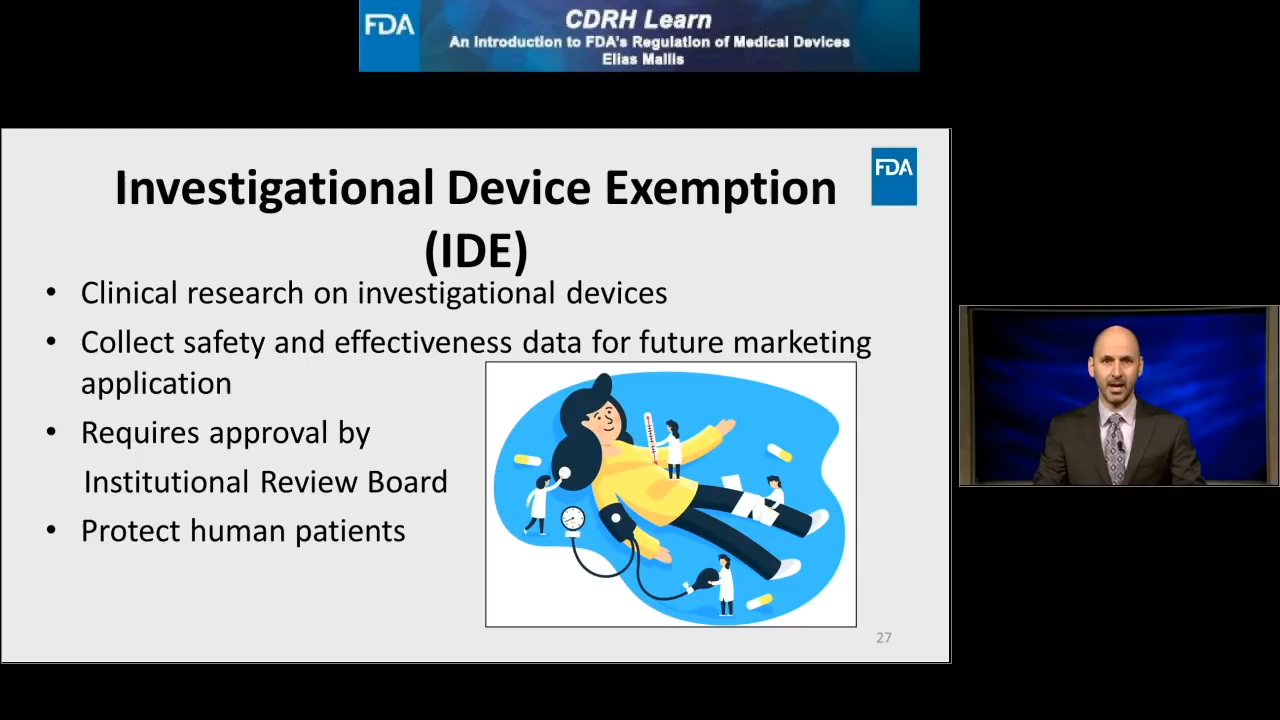 FDA
CDRH Learn
An Introduction to FDA's Regulation of Medical Devices
Elias Mallis
FDA
Investigational Device Exemption
(IDE)
• Clinical research on investigational devices
• Collect safety and effectiveness data for future marketing
application
• Requires approval by
Institutional Review Board
• Protect human patients
27